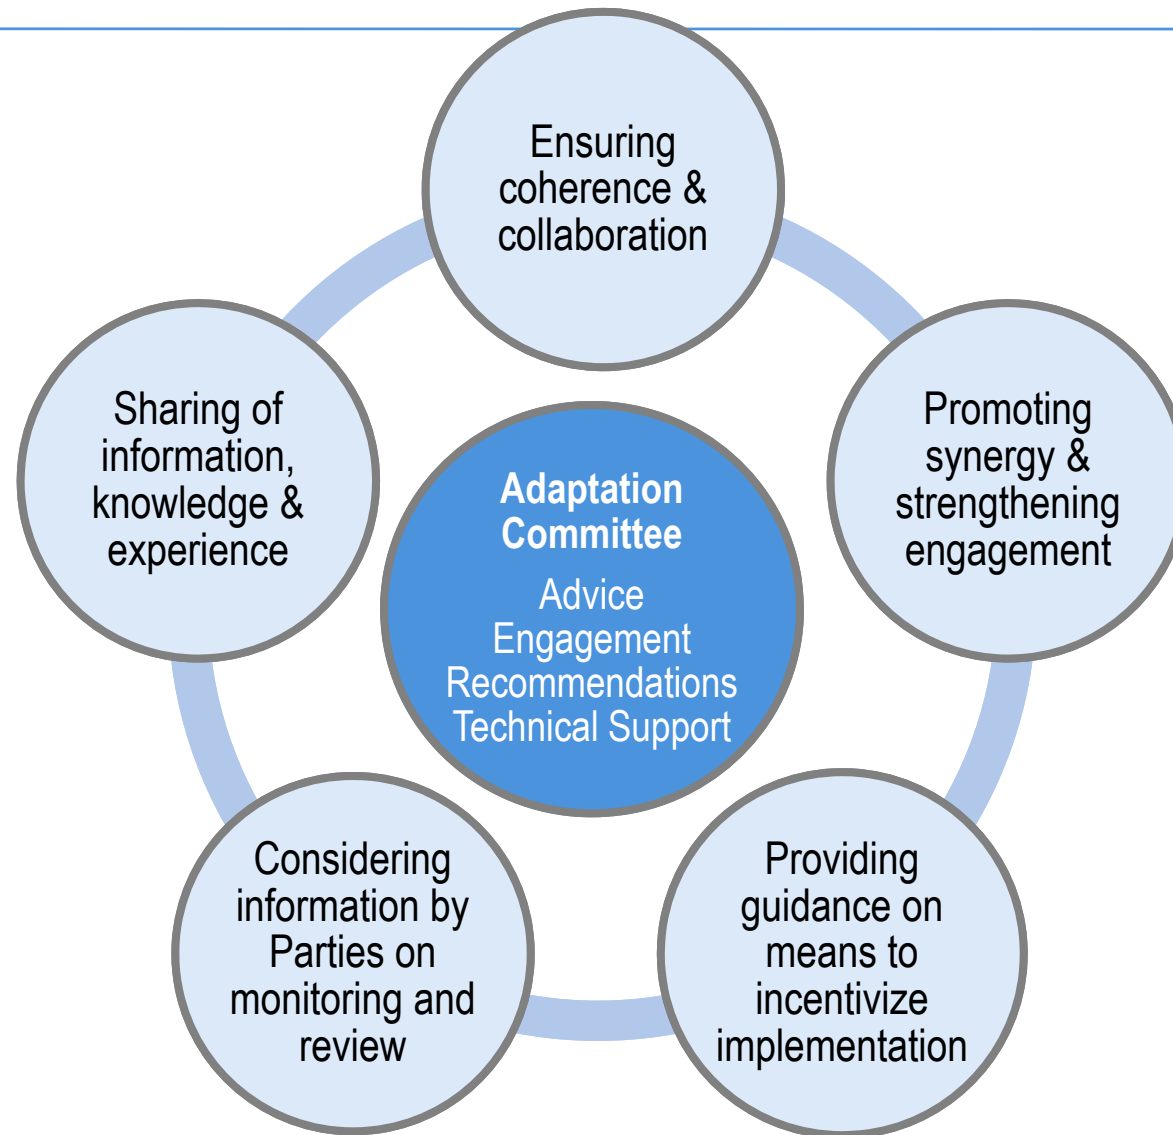 Ensuring
coherence &
collaboration
Sharing of
information,
knowledge &
experience
Promoting
synergy &
strengthening
engagement
Adaptation
Committee
Advice
Engagement
Recommendations
Technical Support
Considering
information by
Parties on
monitoring and
review
Providing
guidance on
means to
incentivize
implementation